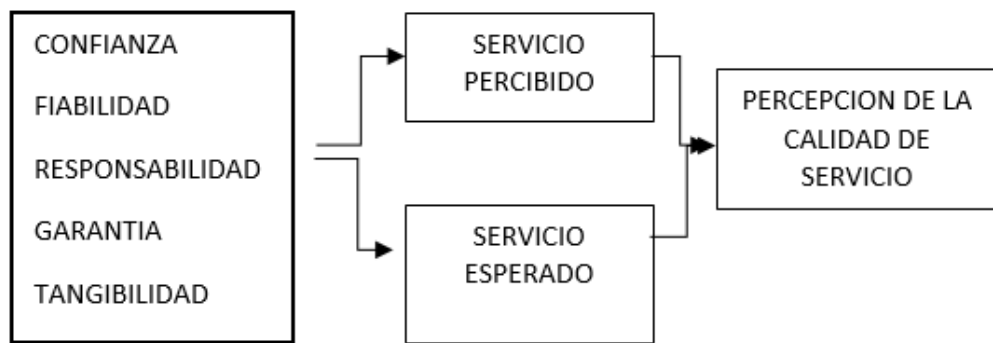 CONFIANZA
FIABILIDAD
RESPONSABILIDAD
GARANTIA
TANGIBILIDAD
SERVICIO
PERCIBIDO
SERVICIO
ESPERADO
PERCEPCION DE LA
CALIDAD DE
SERVICIO